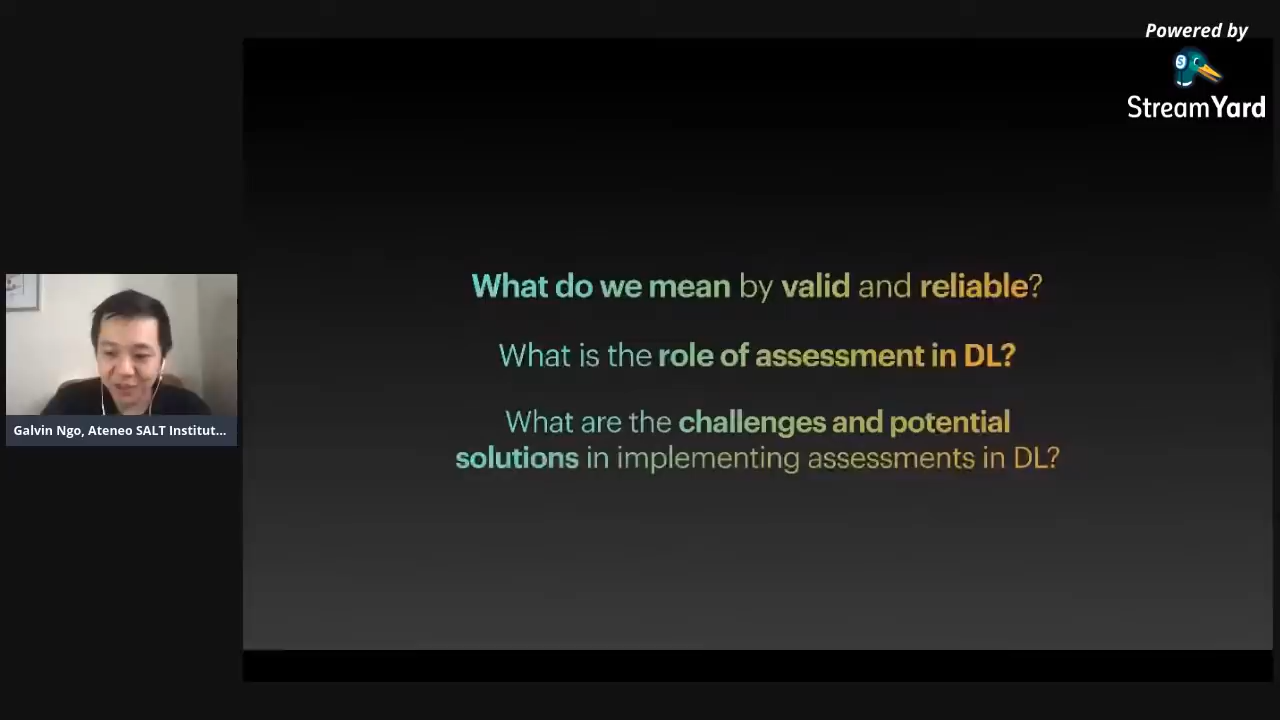 Powered by
StreamYard
What do we mean by valid and reliable?
What is the role of assessment in DL?
What are the challenges and potential
solutions in implementing assessments in DL?
Galvin Ngo, Ateneo SALT Institut...